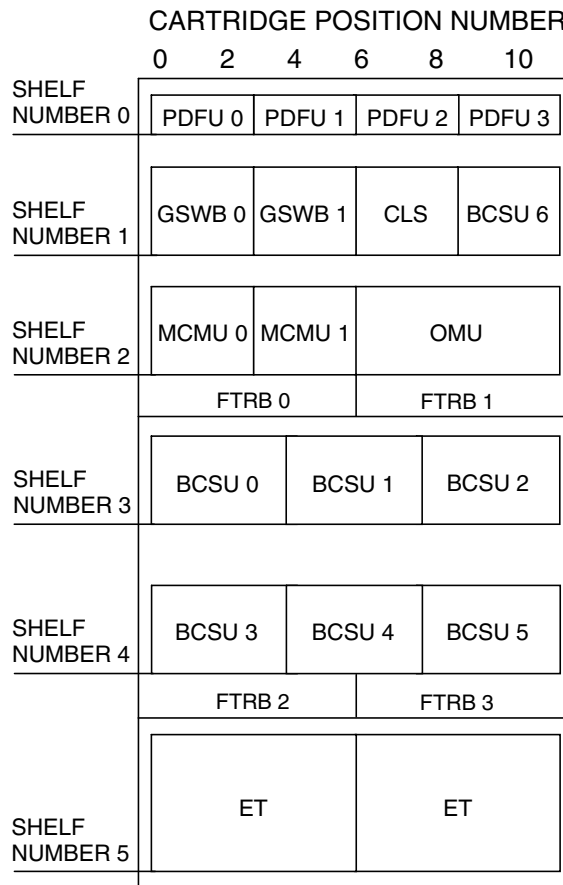 CARTRIDGE POSITION NUMBER
0 2 4 6 8 10
SHELF
NUMBER 0
PDFU 0 PDFU 1 PDFU 2 PDFU 3
SHELF
NUMBER 1
GSWB 0 GSWB 1 CLS BCSU 6
SHELF
NUMBER 2
MCMU 0 MCMU 1 OMU
FTRB 0 FTRB 1
SHELF
NUMBER 3
BCSU 0 BCSU 1 BCSU 2
SHELF
NUMBER 4
BCSU 3 BCSU 4 BCSU 5
FTRB 2 FTRB 3
ET ET
SHELF
NUMBER 5